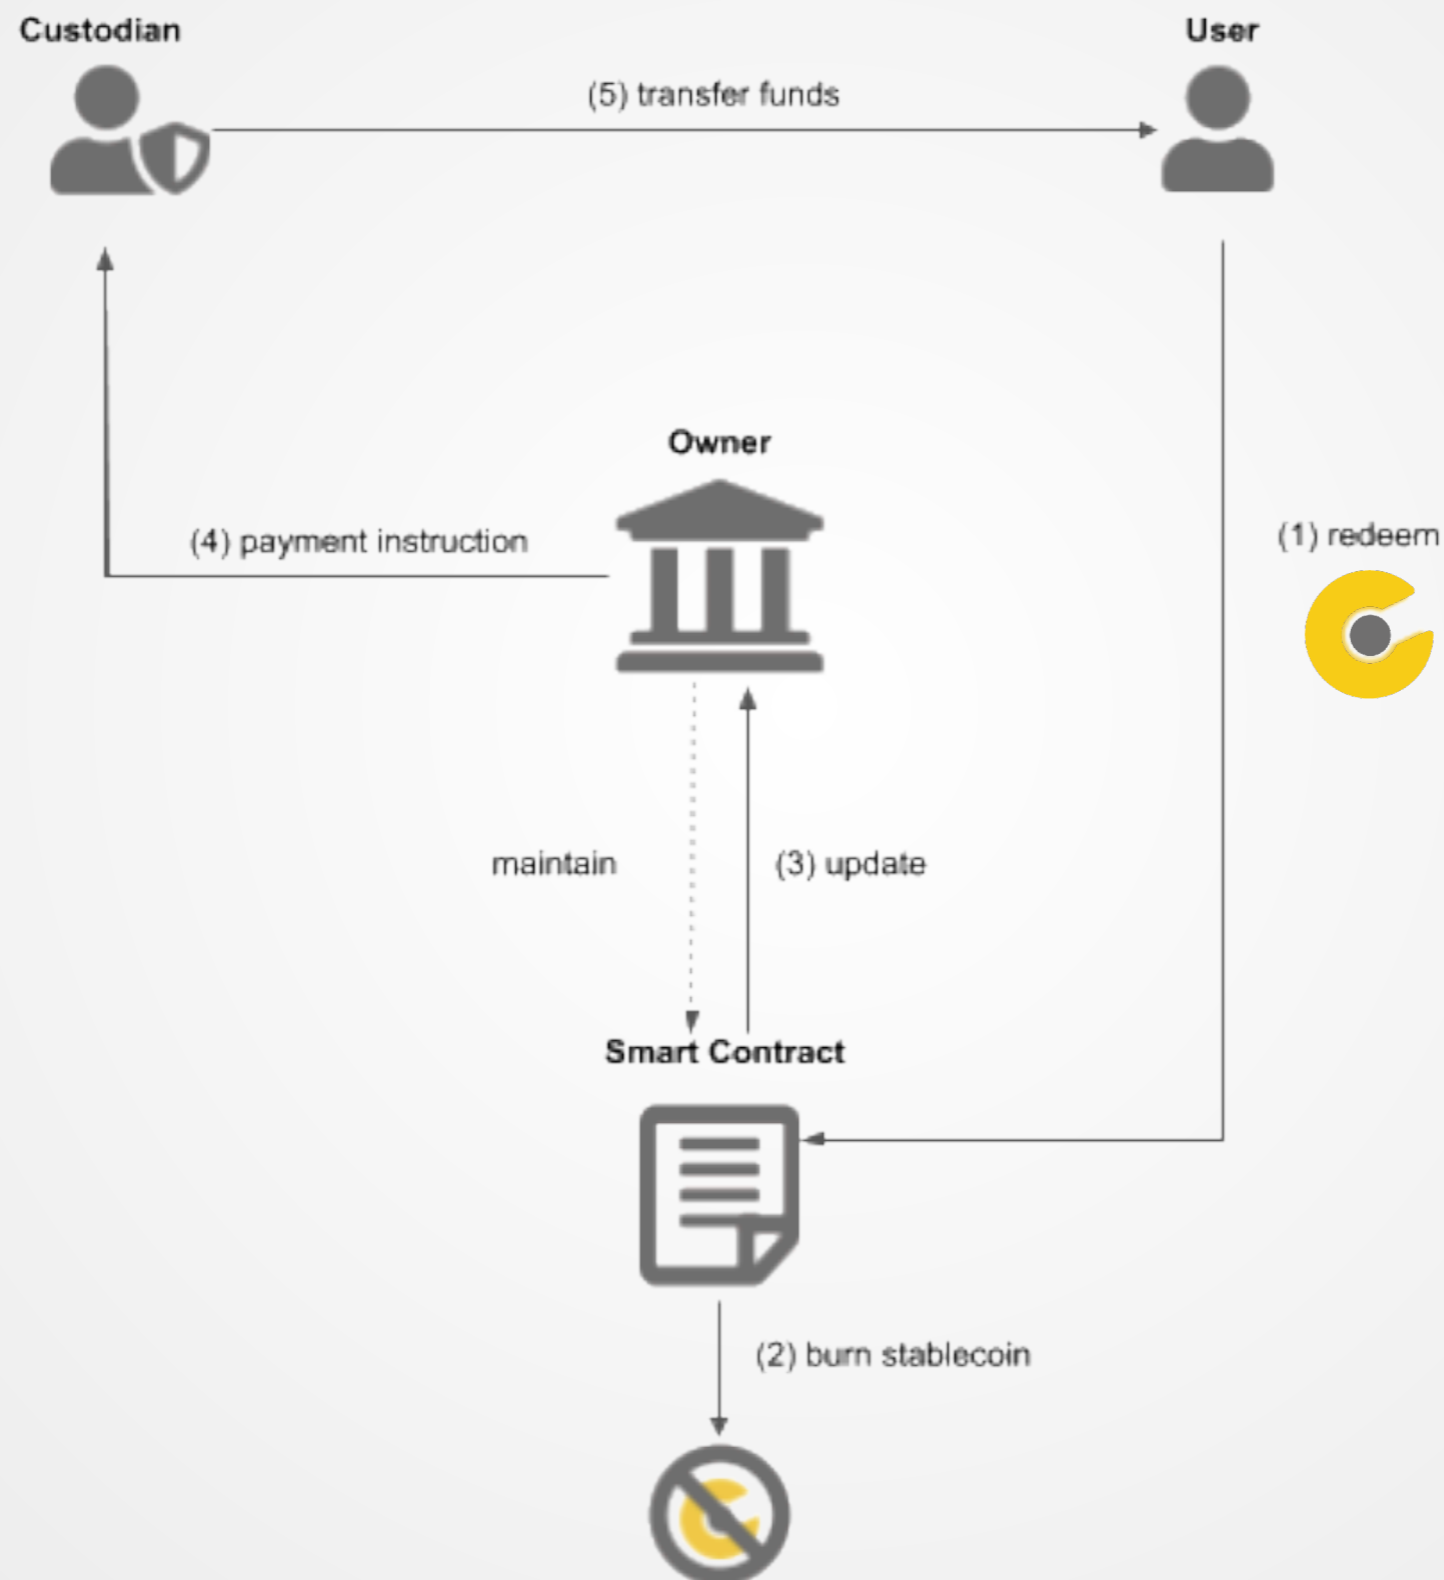 Custodian
User
(5) transfer funds
Owner
(4) payment instruction
(1) redeem
maintain
(3) update
Smart Contract
(2) burn stablecoin